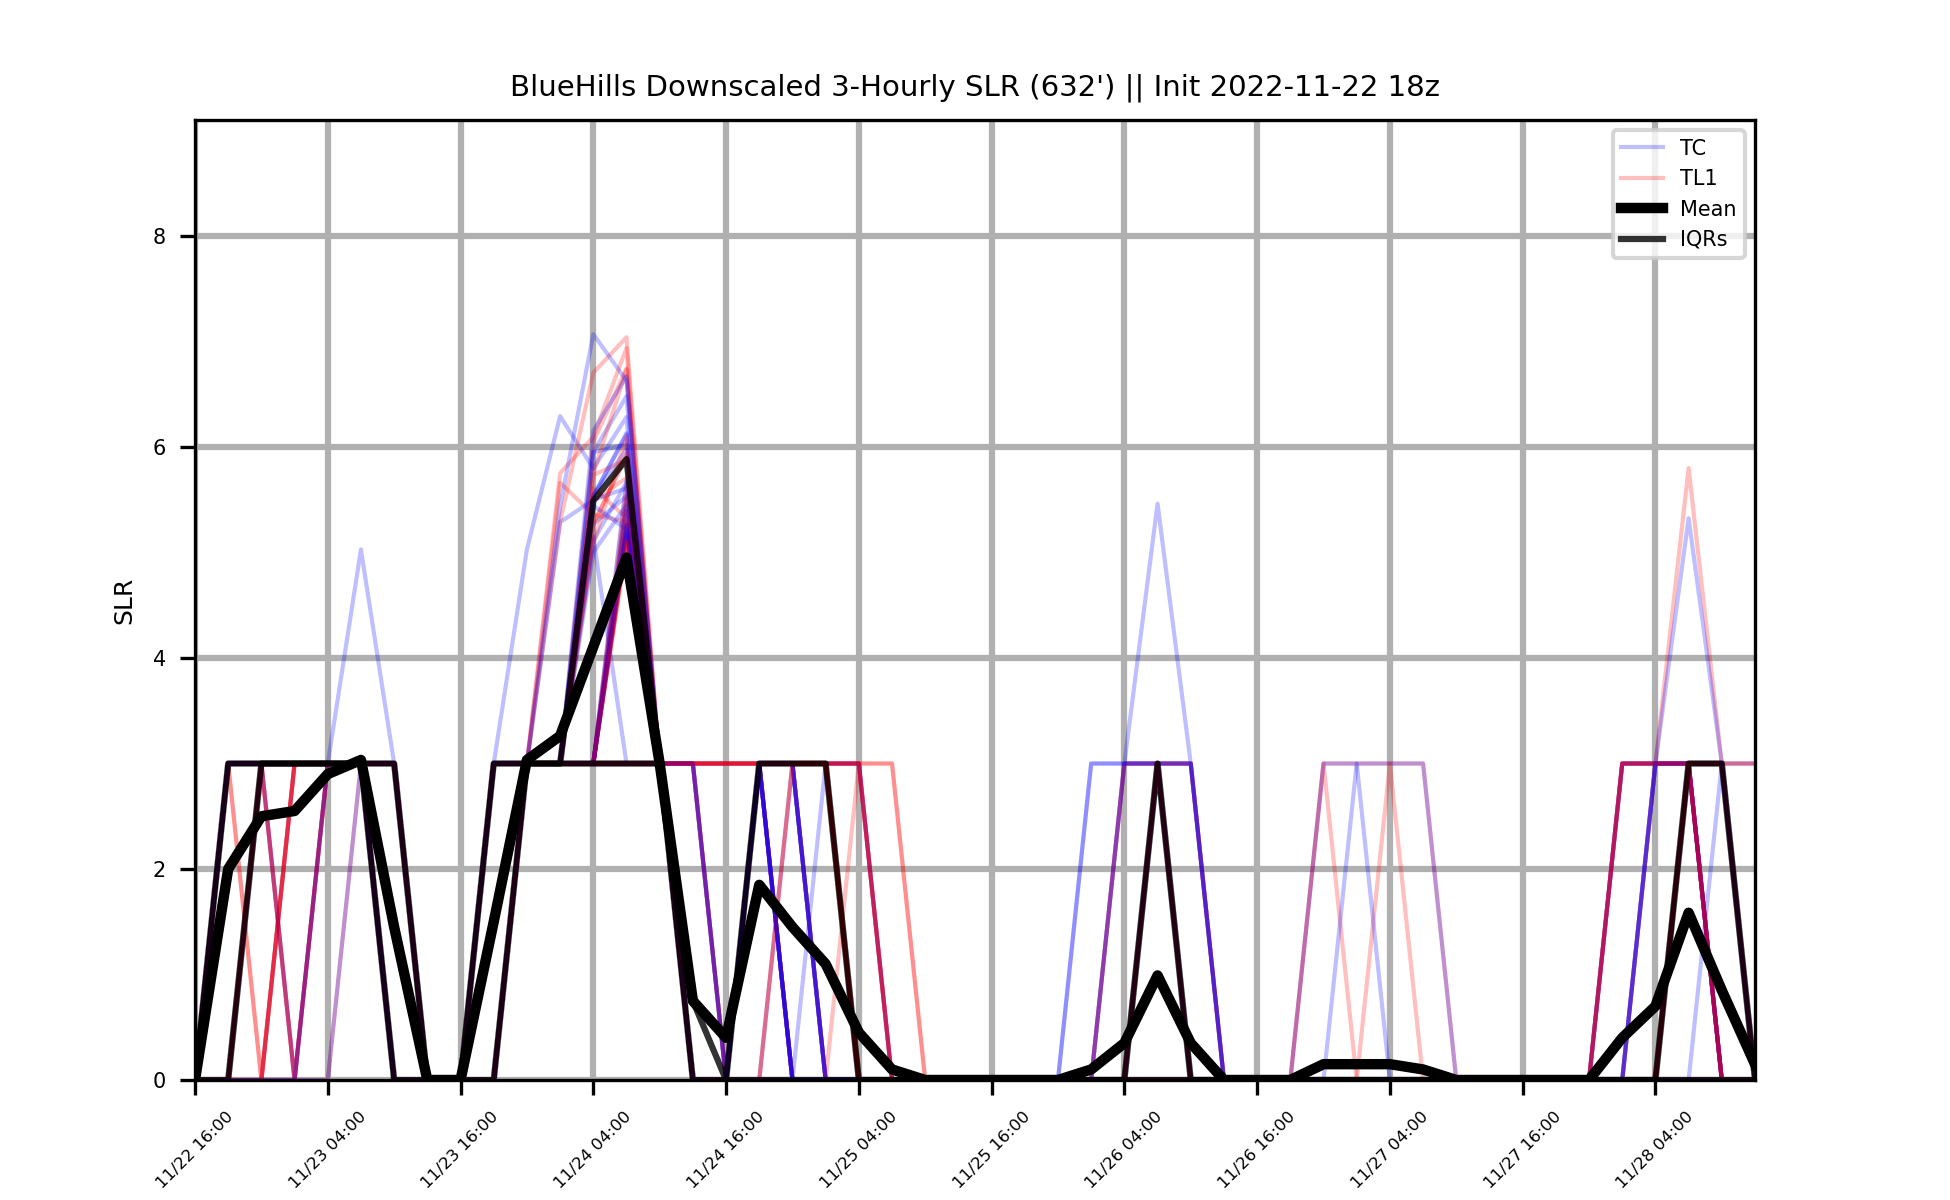 BlueHills Downscaled 3-Hourly SLR (632') || Init 2022-11-22 18z
TC
TL1
Mean
IQRs
8
6
4
2
0
SLR
11/22 16:00
11/23 04:00
11/23 16:00
11/24 04:00
11/24 16:00
11/25 04:00
11/25 16:00
11/26 04:00
11/26 16:00
11/27 04:00
11/27 16:00
11/28 04:00